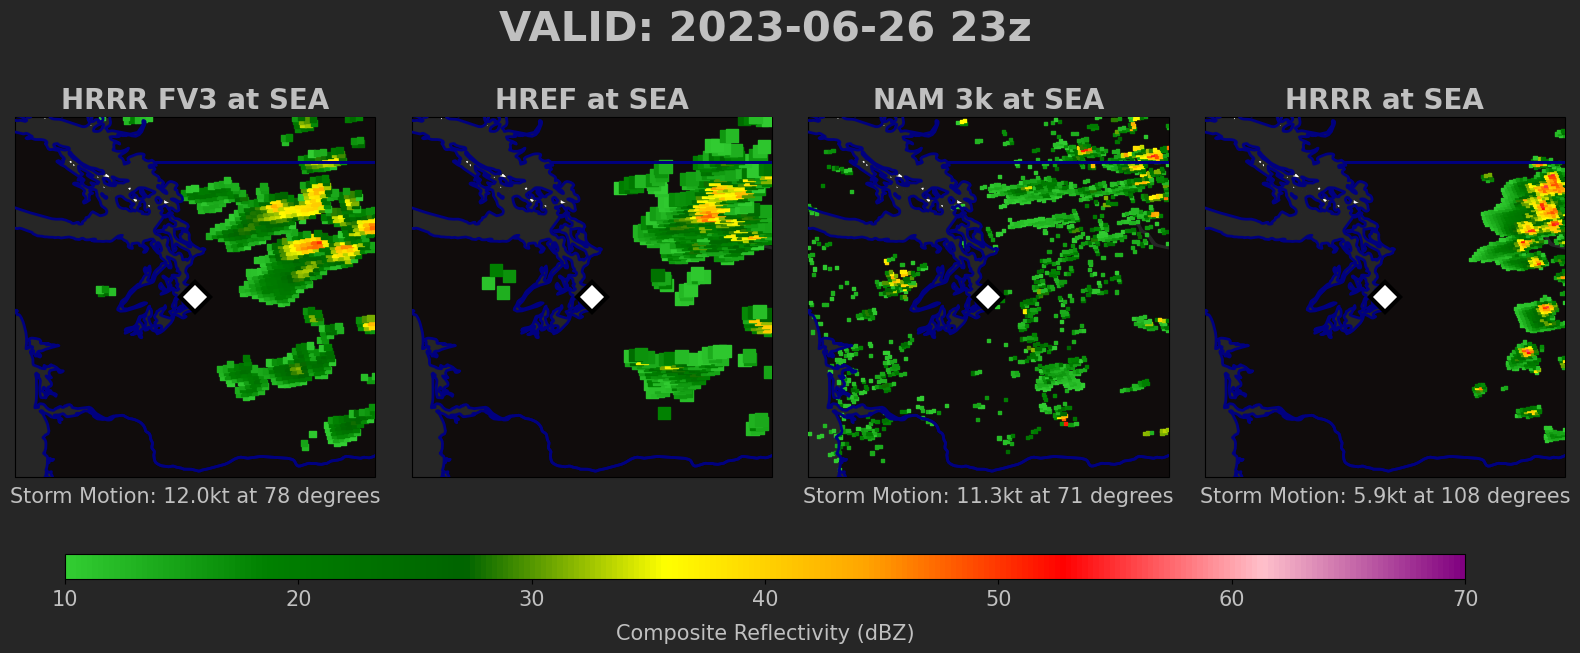 VALID: 2023-06-26 23z
HRRR FV3 at SEA
HREF at SEA
NAM 3k at SEA
HRRR at SEA
Storm Motion: 12.0kt at 78 degrees
Storm Motion: 11.3kt at 71 degrees
Storm Motion: 5.9kt at 108 degrees
10 20 30 40 50 60 70
Composite Reflectivity (dBZ)